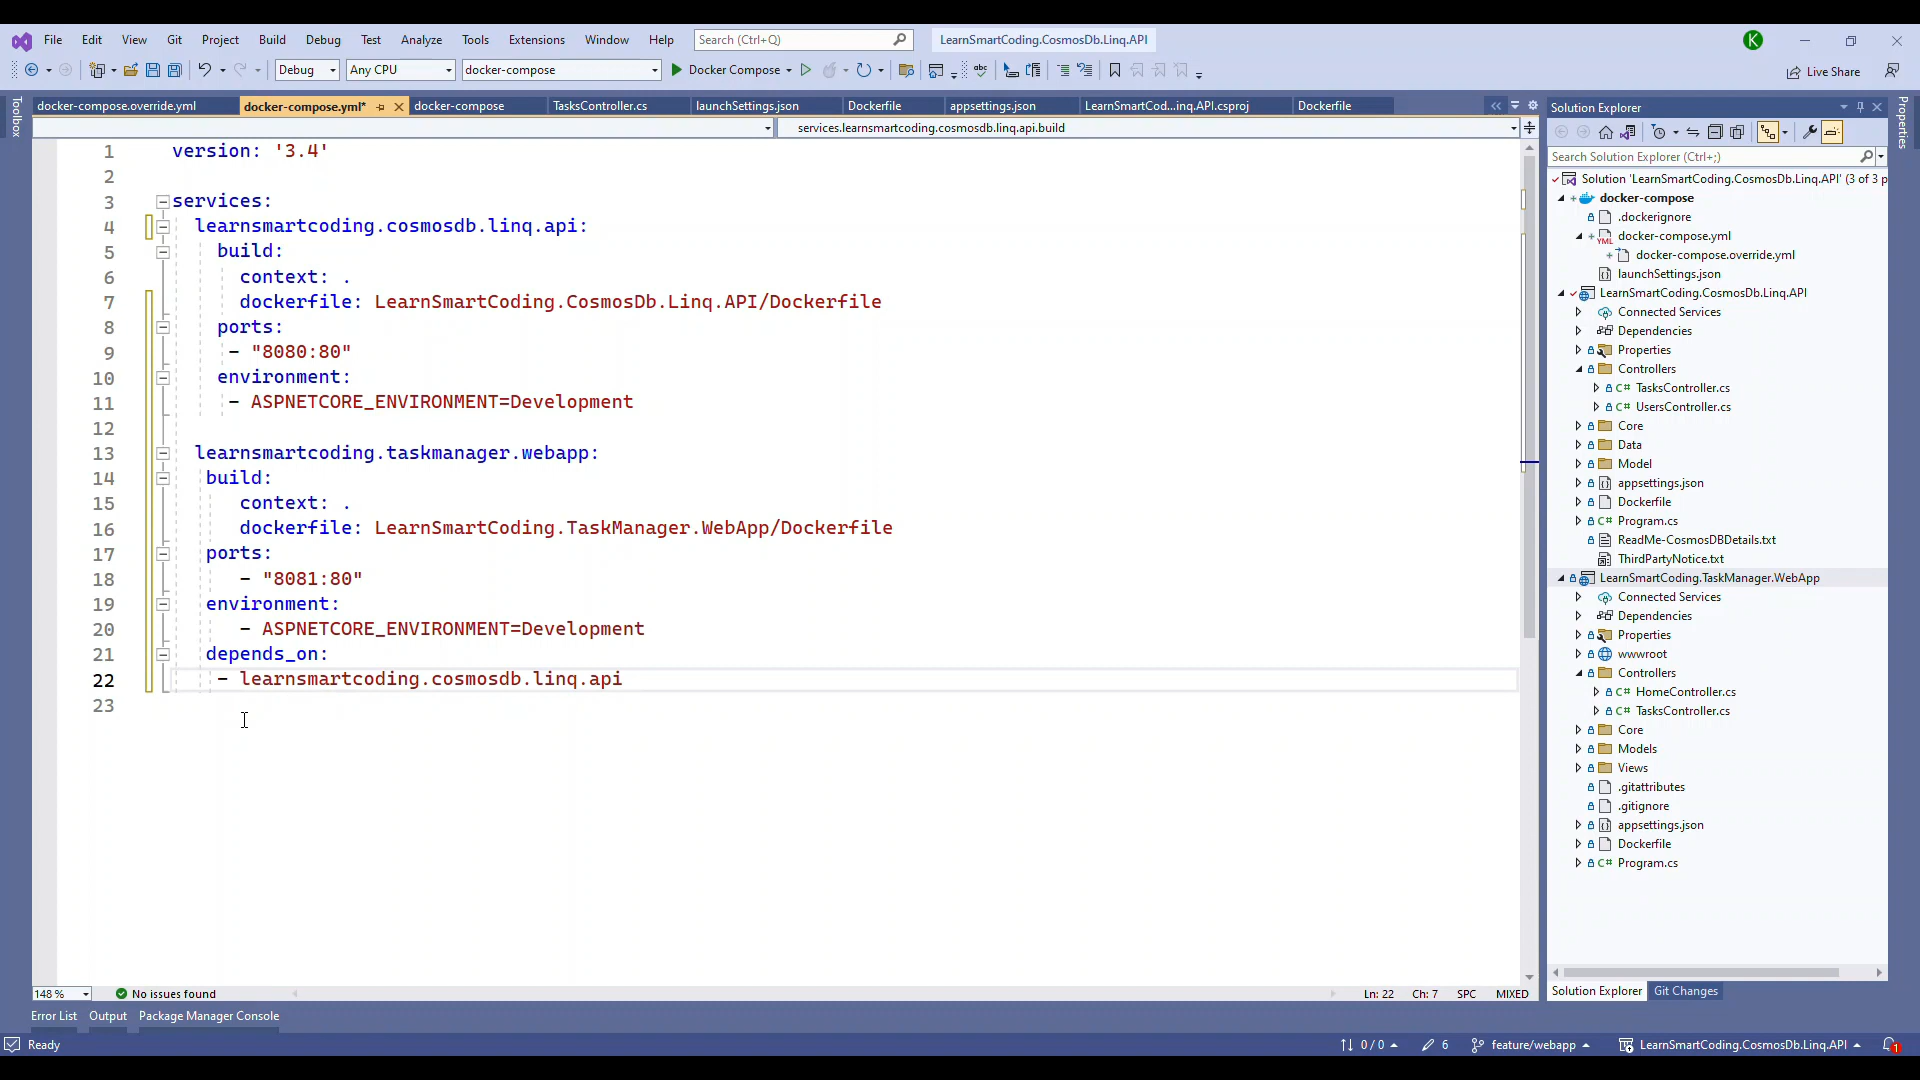 File Edit View Git Project Build Debug Test Analyze Tools Extensions Window Help Search (Ctrl+Q) LearnSmartCoding.CosmosDb.Linq.API K
Debug Any CPU docker-compose Docker Compose Live Share
docker-compose.override.yml docker-compose.yml* docker-compose TasksController.cs launchSettings.json Dockerfile appsettings.json LearnSmartCod...inq.API.csproj Dockerfile
services.learnsmartcoding.cosmosdb.linq.api.build
Toolbox
1 version: '3.4'
2
3 services:
4 learnsmartcoding.cosmosdb.linq.api:
5 build:
6 context: .
7 dockerfile: LearnSmartCoding.CosmosDb.Linq.API/Dockerfile
8 ports:
9 - "8080:80"
10 environment:
11 - ASPNETCORE_ENVIRONMENT=Development
12
13 learnsmartcoding.taskmanager.webapp:
14 build:
15 context: .
16 dockerfile: LearnSmartCoding.TaskManager.WebApp/Dockerfile
17 ports:
18 - "8081:80"
19 environment:
20 - ASPNETCORE_ENVIRONMENT=Development
21 depends_on:
22 - learnsmartcoding.cosmosdb.linq.api
23
148 % No issues found Ln: 22 Ch: 7 SPC MIXED
Solution Explorer
Search Solution Explorer (Ctrl+;)
Solution 'LearnSmartCoding.CosmosDb.Linq.API' (3 of 3 p
docker-compose
.dockerignore
docker-compose.yml
docker-compose.override.yml
launchSettings.json
LearnSmartCoding.CosmosDb.Linq.API
Connected Services
Dependencies
Properties
Controllers
C# TasksController.cs
C# UsersController.cs
Core
Data
Model
appsettings.json
Dockerfile
C# Program.cs
ReadMe-CosmosDBDetails.txt
ThirdPartyNotice.txt
LearnSmartCoding.TaskManager.WebApp
Connected Services
Dependencies
Properties
wwwroot
Controllers
C# HomeController.cs
C# TasksController.cs
Core
Models
Views
.gitattributes
.gitignore
appsettings.json
Dockerfile
C# Program.cs
Solution Explorer Git Changes
Properties
Error List Output Package Manager Console
Ready 0 / 0 6 feature/webapp LearnSmartCoding.CosmosDb.Linq.API 1